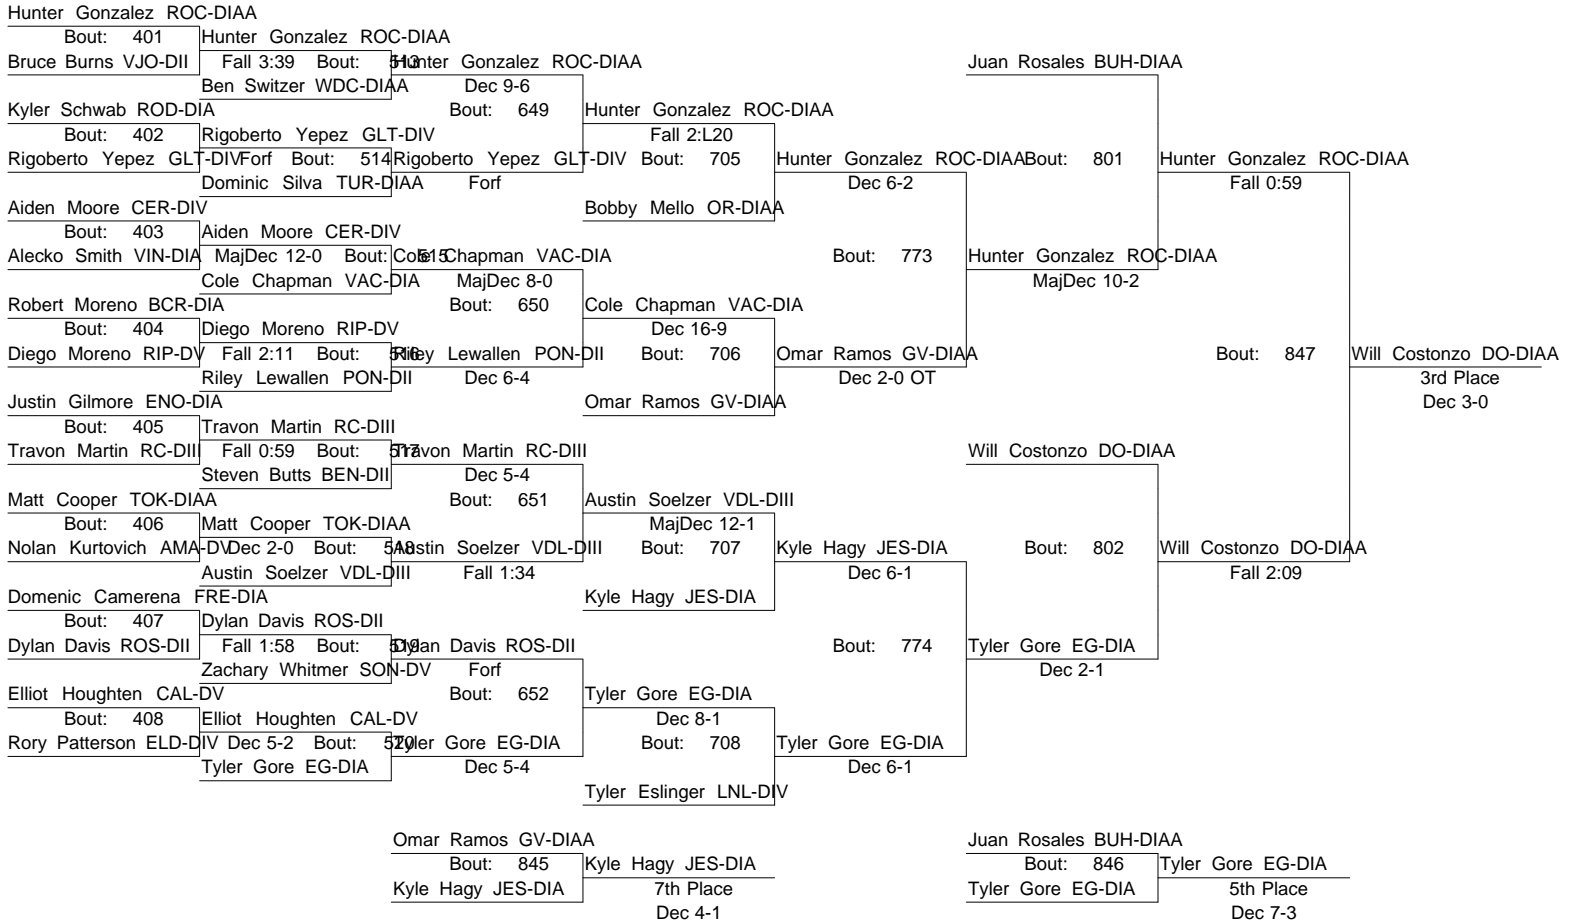 Hunter Gonzalez ROC-DIAA
Bout: 401 Hunter Gonzalez ROC-DIAA
Bruce Burns VJO-DII Fall 3:39 Bout: 513 Hunter Gonzalez ROC-DIAA Juan Rosales BUH-DIAA
Ben Switzer WDC-DIAA Dec 9-6
Kyler Schwab ROD-DIA Bout: 649 Hunter Gonzalez ROC-DIAA
Bout: 402 Rigoberto Yepez GLT-DIV Fall 2:L20
Rigoberto Yepez GLT-DIV Forf Bout: 514 Rigoberto Yepez GLT-DIV Bout: 705 Hunter Gonzalez ROC-DIAA Bout: 801 Hunter Gonzalez ROC-DIAA
Dominic Silva TUR-DIAA Forf Dec 6-2 Fall 0:59
Aiden Moore CER-DIV Bobby Mello OR-DIAA
Bout: 403 Aiden Moore CER-DIV
Alecko Smith VIN-DIA MajDec 12-0 Bout: 515 Cole Chapman VAC-DIA Bout: 773 Hunter Gonzalez ROC-DIAA
Cole Chapman VAC-DIA MajDec 8-0 MajDec 10-2
Robert Moreno BCR-DIA Bout: 650 Cole Chapman VAC-DIA
Bout: 404 Diego Moreno RIP-DV Dec 16-9
Diego Moreno RIP-DV Fall 2:11 Bout: 516 Riley Lewallen PON-DII Bout: 706 Omar Ramos GV-DIAA Bout: 847 Will Costonzo DO-DIAA
Riley Lewallen PON-DII Dec 6-4 Dec 2-0 OT 3rd Place
Justin Gilmore ENO-DIA Omar Ramos GV-DIAA Dec 3-0
Bout: 405 Travon Martin RC-DIII
Travon Martin RC-DIII Fall 0:59 Bout: 517 Travon Martin RC-DIII Will Costonzo DO-DIAA
Steven Butts BEN-DII Dec 5-4
Matt Cooper TOK-DIAA Bout: 651 Austin Soelzer VDL-DIII
Bout: 406 Matt Cooper TOK-DIAA MajDec 12-1
Nolan Kurtovich AMA-DV Dec 2-0 Bout: 518 Austin Soelzer VDL-DIII Bout: 707 Kyle Hagy JES-DIA Bout: 802 Will Costonzo DO-DIAA
Austin Soelzer VDL-DIII Fall 1:34 Dec 6-1 Fall 2:09
Domenic Camerena FRE-DIA Kyle Hagy JES-DIA
Bout: 407 Dylan Davis ROS-DII
Dylan Davis ROS-DII Fall 1:58 Bout: 519 Dylan Davis ROS-DII Bout: 774 Tyler Gore EG-DIA
Zachary Whitmer SON-DV Forf Dec 2-1
Elliot Houghten CAL-DV Bout: 652 Tyler Gore EG-DIA
Bout: 408 Elliot Houghten CAL-DV Dec 8-1
Rory Patterson ELD-DIV Dec 5-2 Bout: 520 Tyler Gore EG-DIA Bout: 708 Tyler Gore EG-DIA
Tyler Gore EG-DIA Dec 5-4 Dec 6-1
Tyler Eslinger LNL-DIV
Omar Ramos GV-DIAA Juan Rosales BUH-DIAA
Bout: 845 Kyle Hagy JES-DIA Bout: 846 Tyler Gore EG-DIA
Kyle Hagy JES-DIA 7th Place Tyler Gore EG-DIA 5th Place
Dec 4-1 Dec 7-3